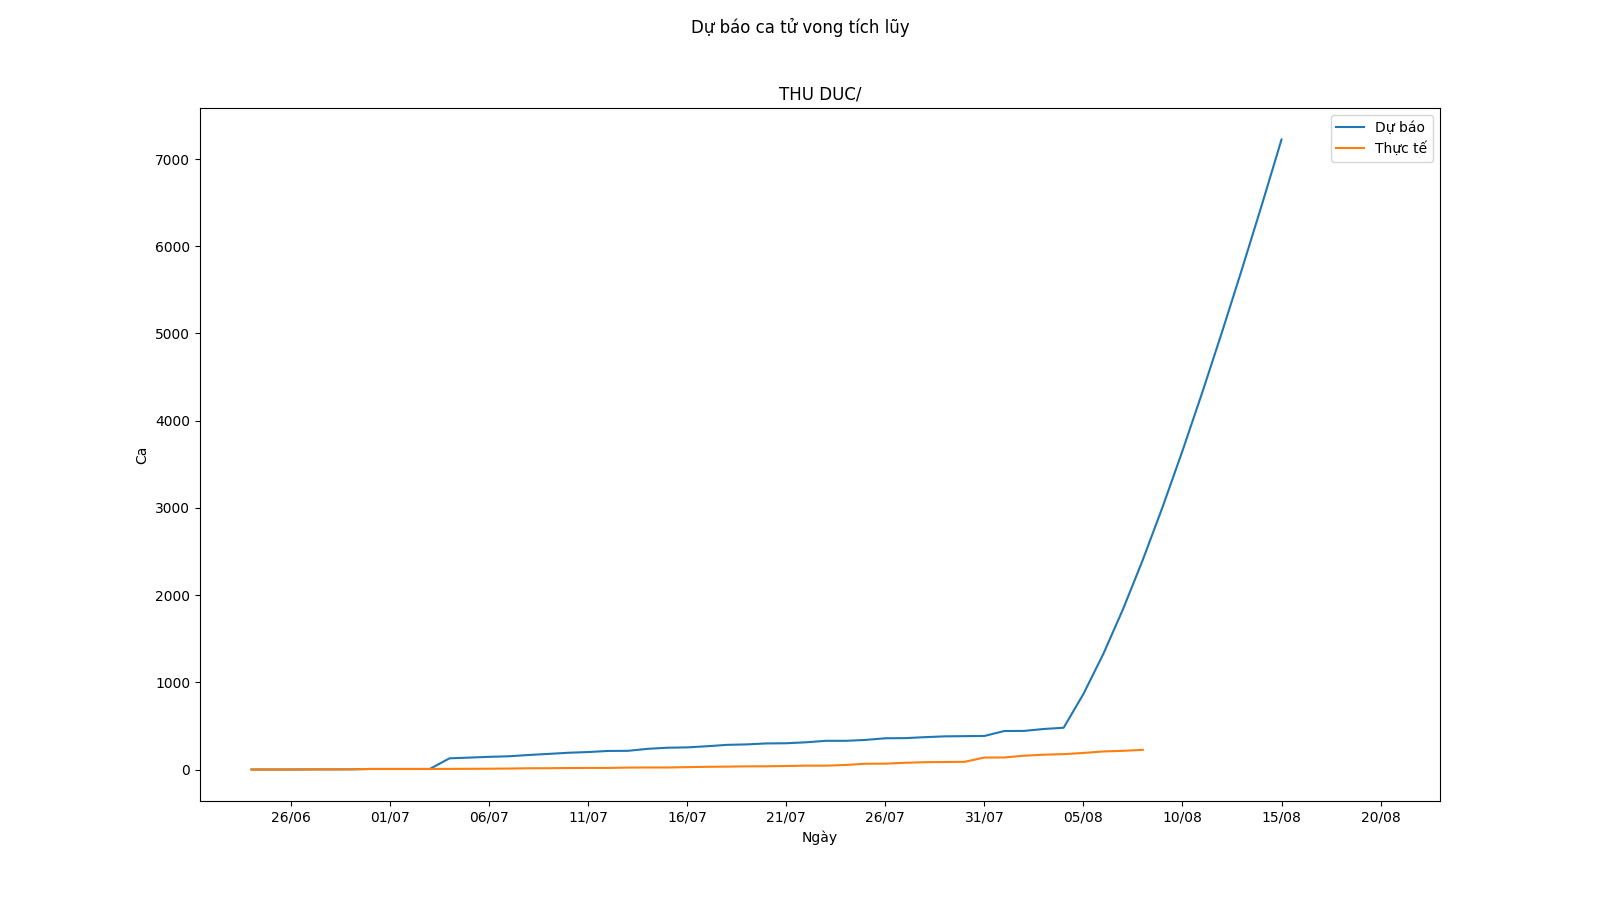 Dự báo ca tử vong tích lũy
THU DUC/
Dự báo
Thực tế
7000
6000
5000
4000
3000
2000
1000
0
Ca
26/06 01/07 06/07 11/07 16/07 21/07 26/07 31/07 05/08 10/08 15/08 20/08
Ngày